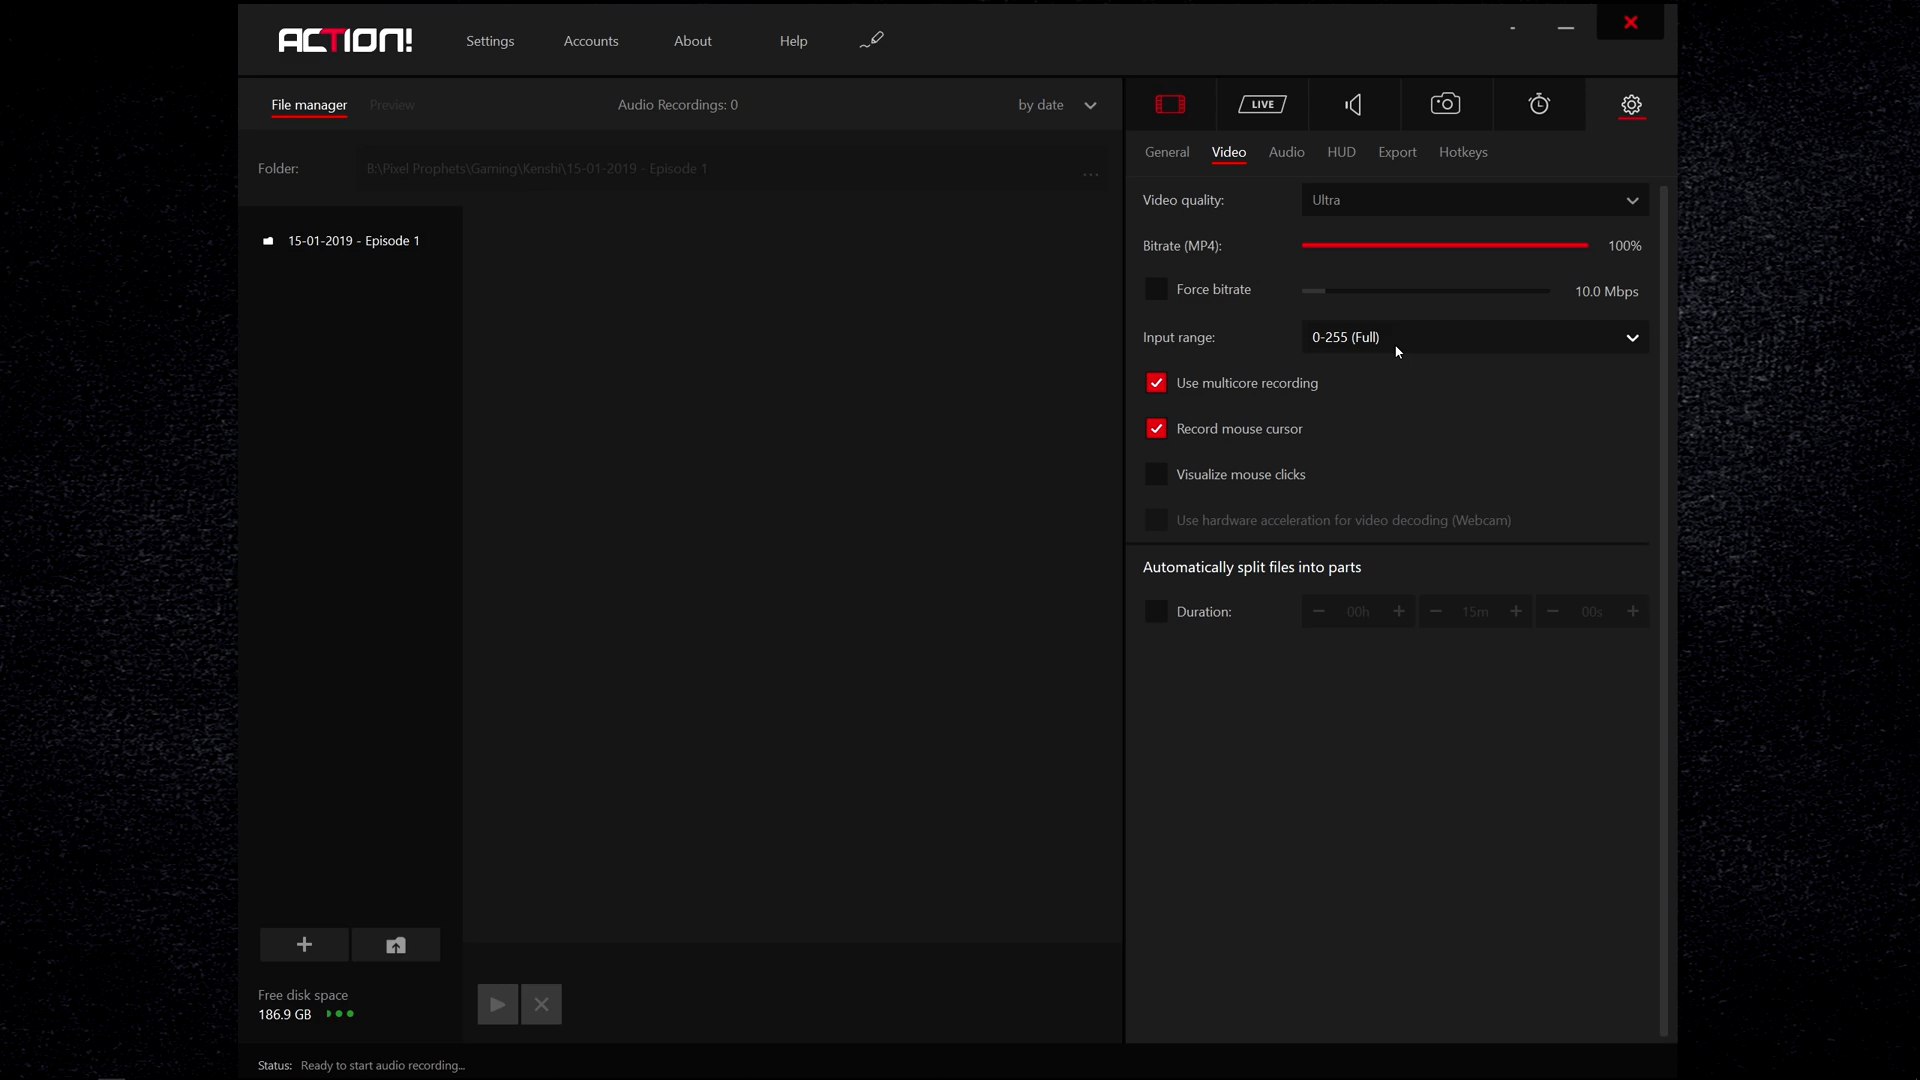 ACTION!
Settings Accounts About Help
File manager Preview Audio Recordings: 0 by date
LIVE
General Video Audio HUD Export Hotkeys
Folder: B:\Pixel Prophets\Gaming\Kenshi\15-01-2019 - Episode 1 ...
15-01-2019 - Episode 1
Video quality: Ultra
Bitrate (MP4): 100%
Force bitrate 10.0 Mbps
Input range: 0-255 (Full)
Use multicore recording
Record mouse cursor
Visualize mouse clicks
Use hardware acceleration for video decoding (Webcam)
Automatically split files into parts
Duration: 00h 15m 00s
Free disk space
186.9 GB
Status: Ready to start audio recording...